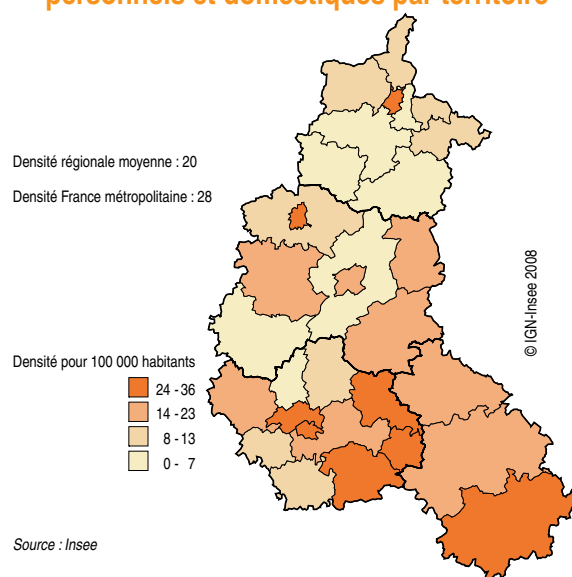 personnels et domestiques par territoire
Densité régionale moyenne : 20
Densité France métropolitaine : 28
© IGN-Insee 2008
Densité pour 100 000 habitants
24 - 36
14 - 23
8 - 13
0 - 7
Source : Insee